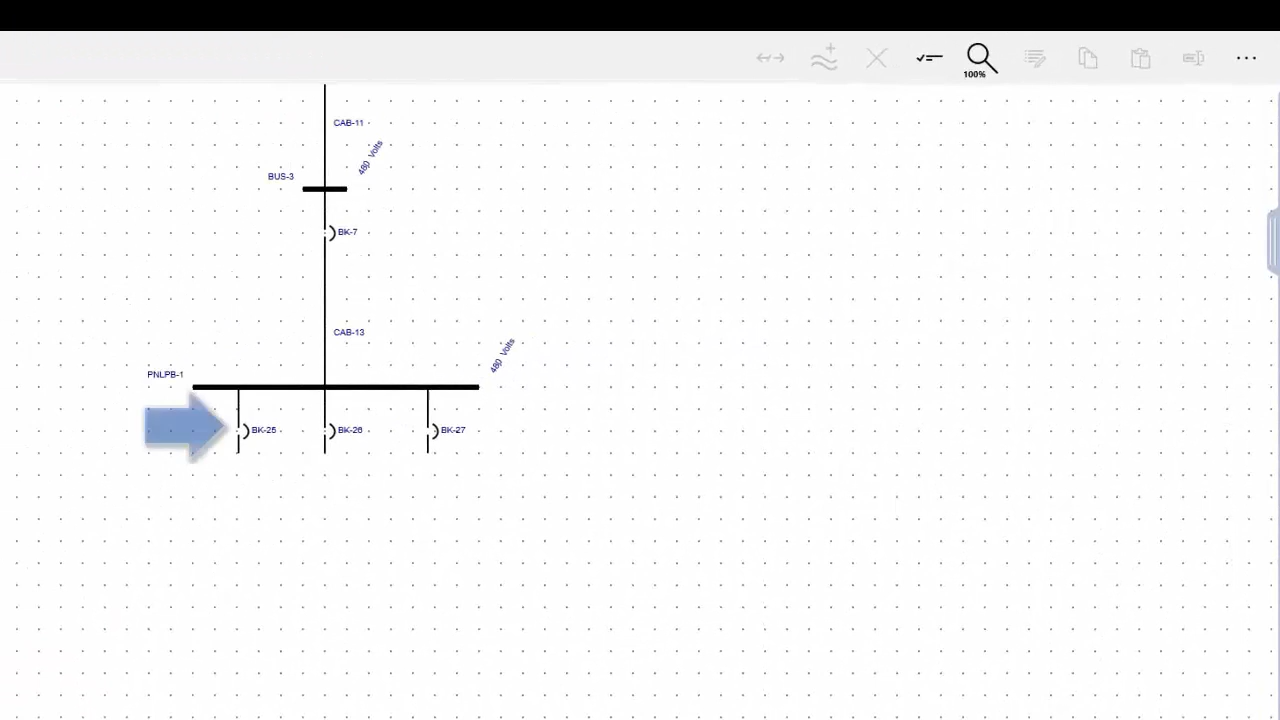 100%
CAB-11
480 Volts
BUS-3
BK-7
CAB-13
480 Volts
PNLPB-1
BK-25
BK-26
BK-27